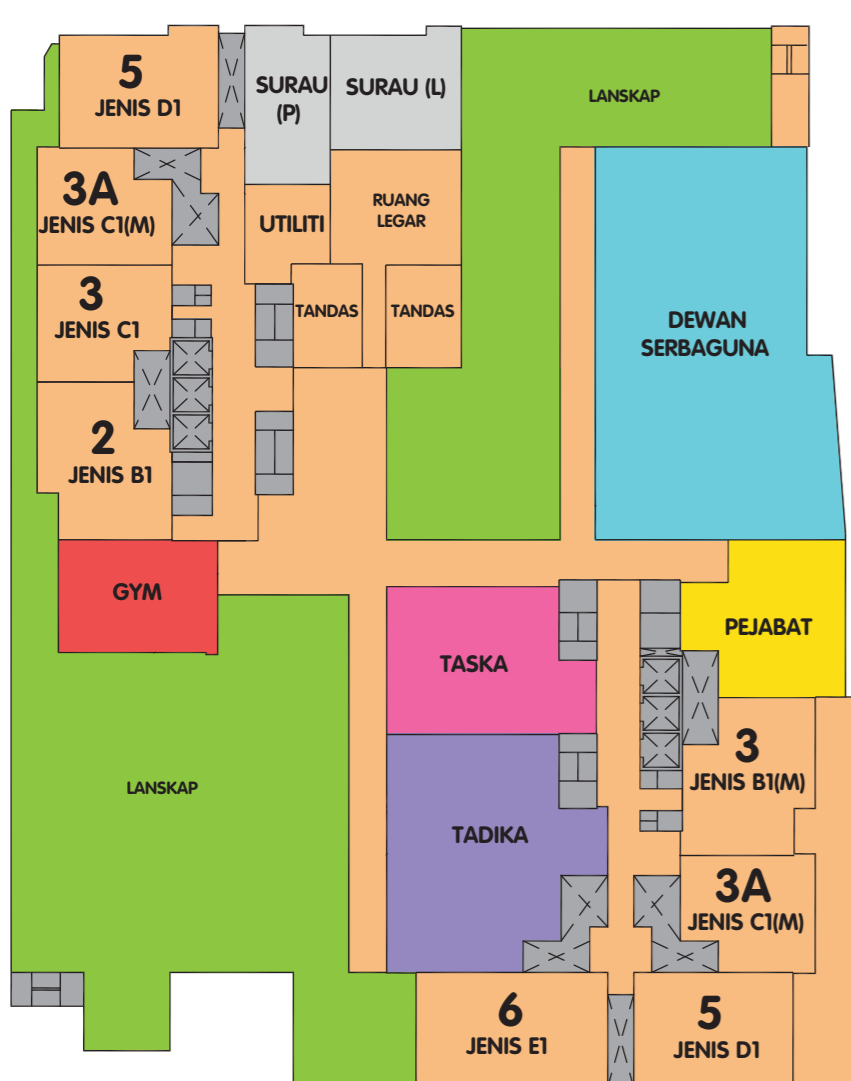 5
JENIS D1
SURAU
(P)
SURAU (L)
LANSKAP
3A
JENIS C1(M)
UTILITI
RUANG
LEGAR
3
JENIS C1
TANDAS
TANDAS
DEWAN
SERBAGUNA
2
JENIS B1
GYM
TASKA
PEJABAT
LANSKAP
TADIKA
3
JENIS B1(M)
3A
JENIS C1(M)
6
JENIS E1
5
JENIS D1